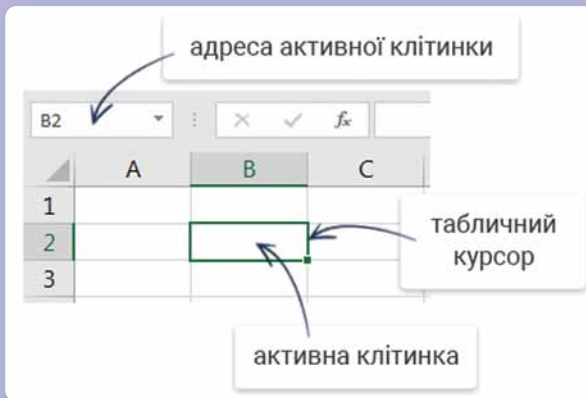 адреса активної клітинки
B2
fx
A B C
1
2
3
табличний
курсор
активна клітинка